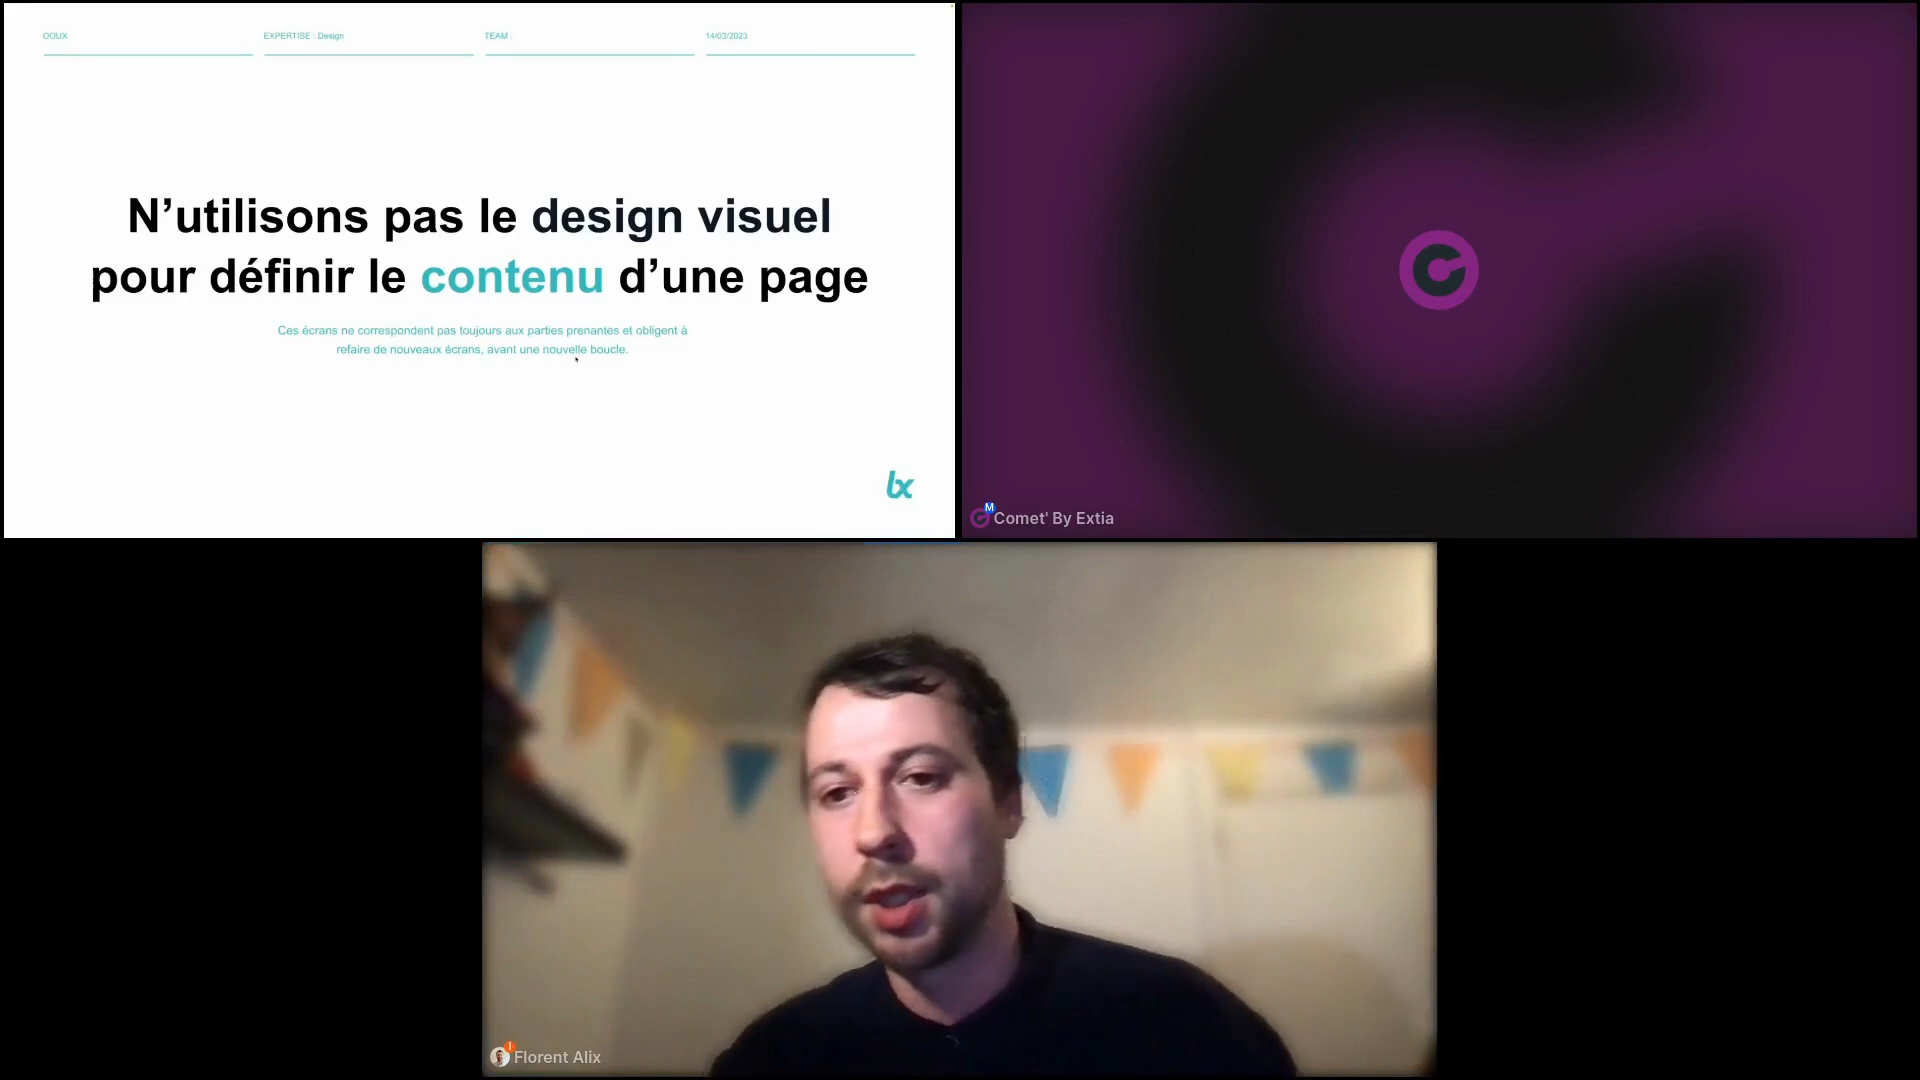 OOUX
EXPERTISE : Design
TEAM :
14/03/2023
N’utilisons pas le design visuel
pour définir le contenu d’une page
Ces écrans ne correspondent pas toujours aux parties prenantes et obligent à
refaire de nouveaux écrans, avant une nouvelle boucle.
lx
M
Comet' By Extia
Florent Alix